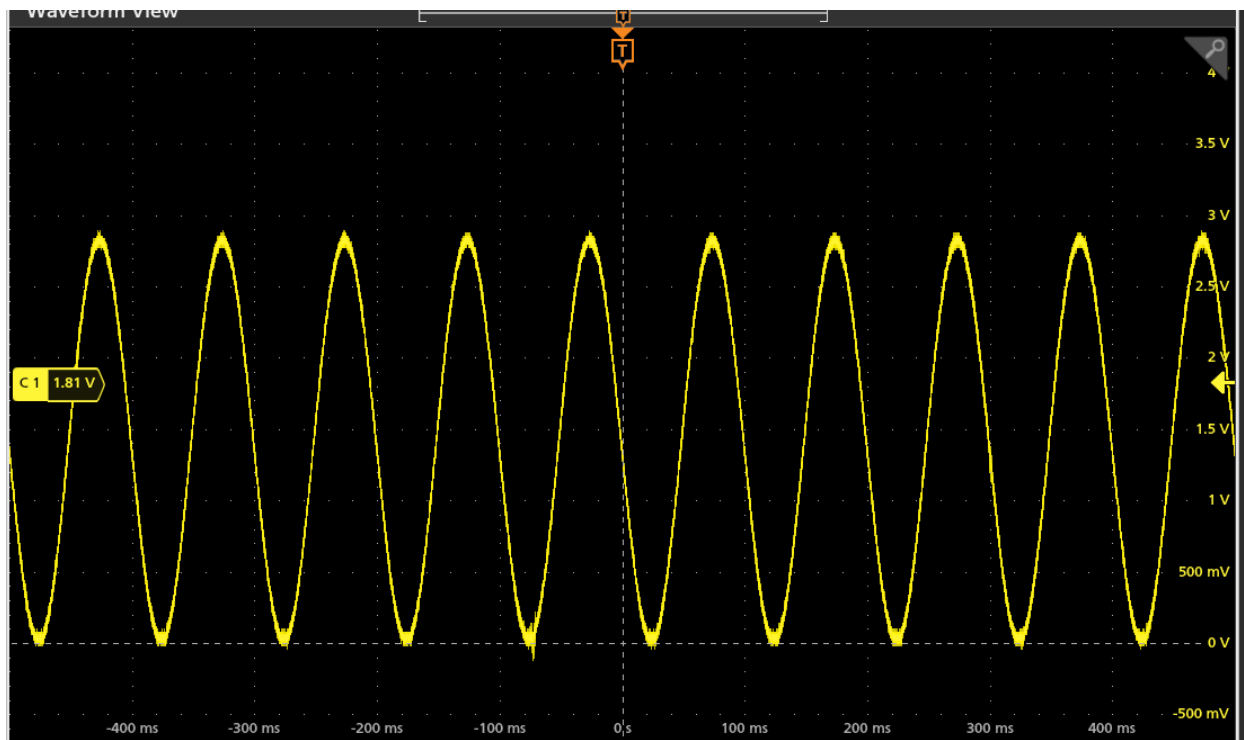 Waveform View
T
T
4
3.5 V
3 V
2.5 V
2 V
C 1 1.81 V
1.5 V
1 V
500 mV
0 V
-500 mV
-400 ms -300 ms -200 ms -100 ms 0 s 100 ms 200 ms 300 ms 400 ms